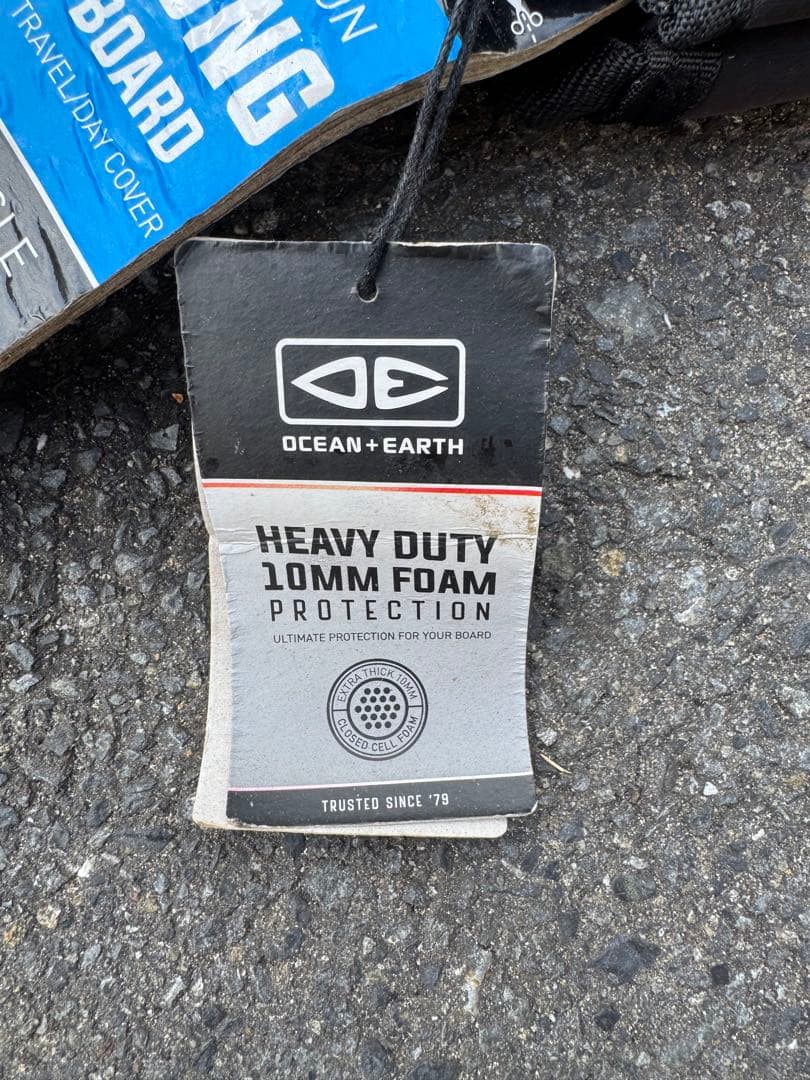 BOARD
TRAVEL/DAY COVER
OCEAN+EARTH
HEAVY DUTY
10MM FOAM
PROTECTION
ULTIMATE PROTECTION FOR YOUR BOARD
EXTRA THICK 10MM
CLOSED CELL FOAM
TRUSTED SINCE '79